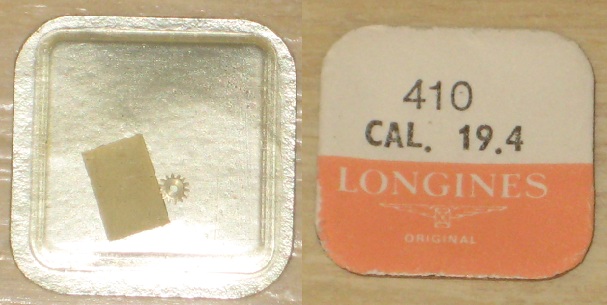 410
CAL. 19.4
LONGINES
ORIGINAL